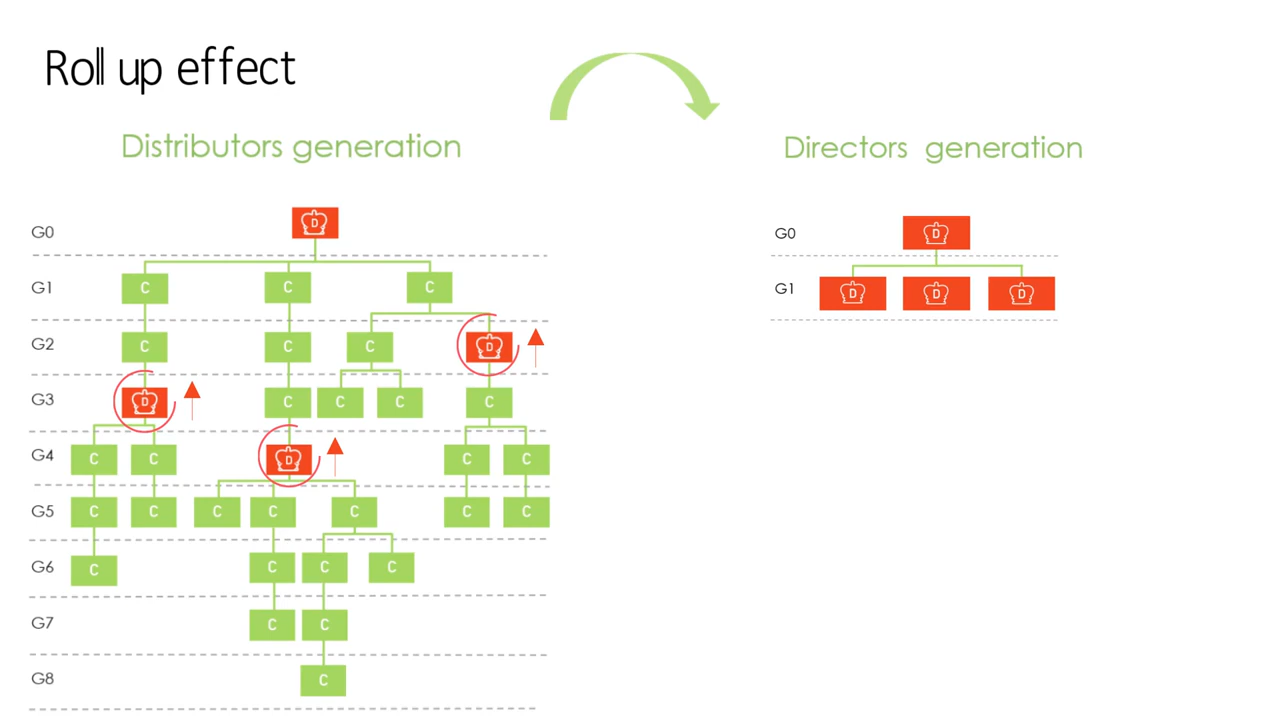 Roll up effect
Distributors generation
Directors generation
G0
D
G1
C C C
G2
C C C D
G3
D C C C C
G4
C C D C C
G5
C C C C C C C
G6
C C C C
G7
C C
G8
C
G0
D
G1
D D D